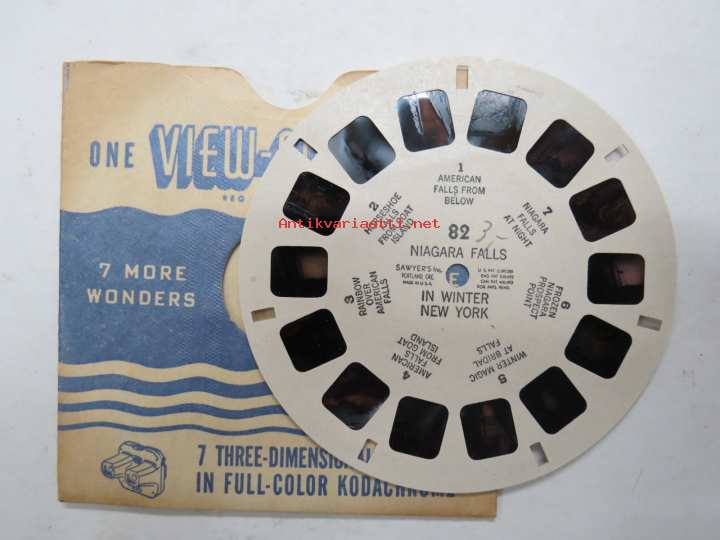 ONE VIEW-
REG
7 MORE
WONDERS
7 THREE-DIMENSIONAL
IN FULL-COLOR KODACHROME
Antikvariaatti.net
1
AMERICAN
FALLS FROM
BELOW
2
HORSESHOE
FALLS
FROM GOAT
ISLAND
3
RAINBOW
OVER
AMERICAN
FALLS
4
AMERICAN
FALLS
FROM GOAT
ISLAND
5
WINTER MAGIC
AT BRIDAL
FALLS
6
FROZEN
NIAGARA
PROSPECT
POINT
7
NIAGARA
FALLS
AT NIGHT
82 3,-
NIAGARA FALLS
SAWYER'S Inc.
PORTLAND, ORE.
MADE IN U.S.A.
E
IN WINTER
NEW YORK